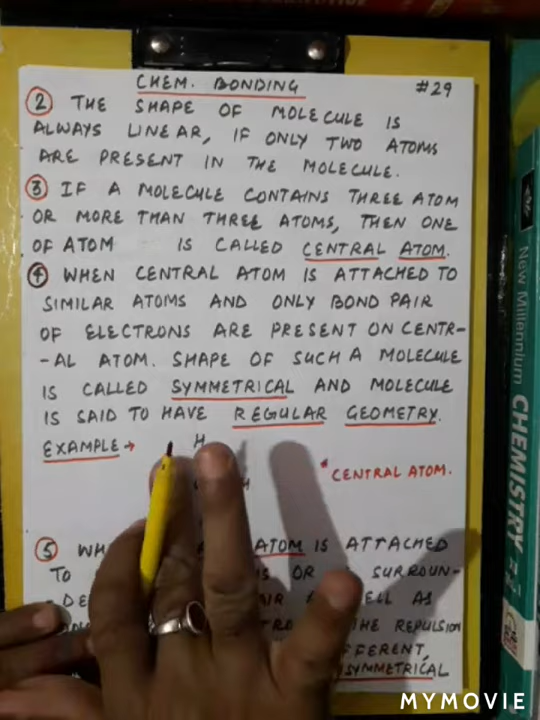 CHEM. BONDING
#29
② THE SHAPE OF MOLECULE IS
ALWAYS LINEAR, IF ONLY TWO ATOMS
ARE PRESENT IN THE MOLECULE.
③ IF A MOLECULE CONTAINS THREE ATOM
OR MORE THAN THREE ATOMS, THEN ONE
OF ATOM IS CALLED CENTRAL ATOM.
④ WHEN CENTRAL ATOM IS ATTACHED TO
SIMILAR ATOMS AND ONLY BOND PAIR
OF ELECTRONS ARE PRESENT ON CENTR-
-AL ATOM. SHAPE OF SUCH A MOLECULE
IS CALLED SYMMETRICAL AND MOLECULE
IS SAID TO HAVE REGULAR GEOMETRY.
EXAMPLE → H
H
* CENTRAL ATOM.
⑤ ATOM IS ATTACHED
TO OR SURROUN-
AS
THE REPULSION
New Millennium CHEMISTRY
MYMOVIE